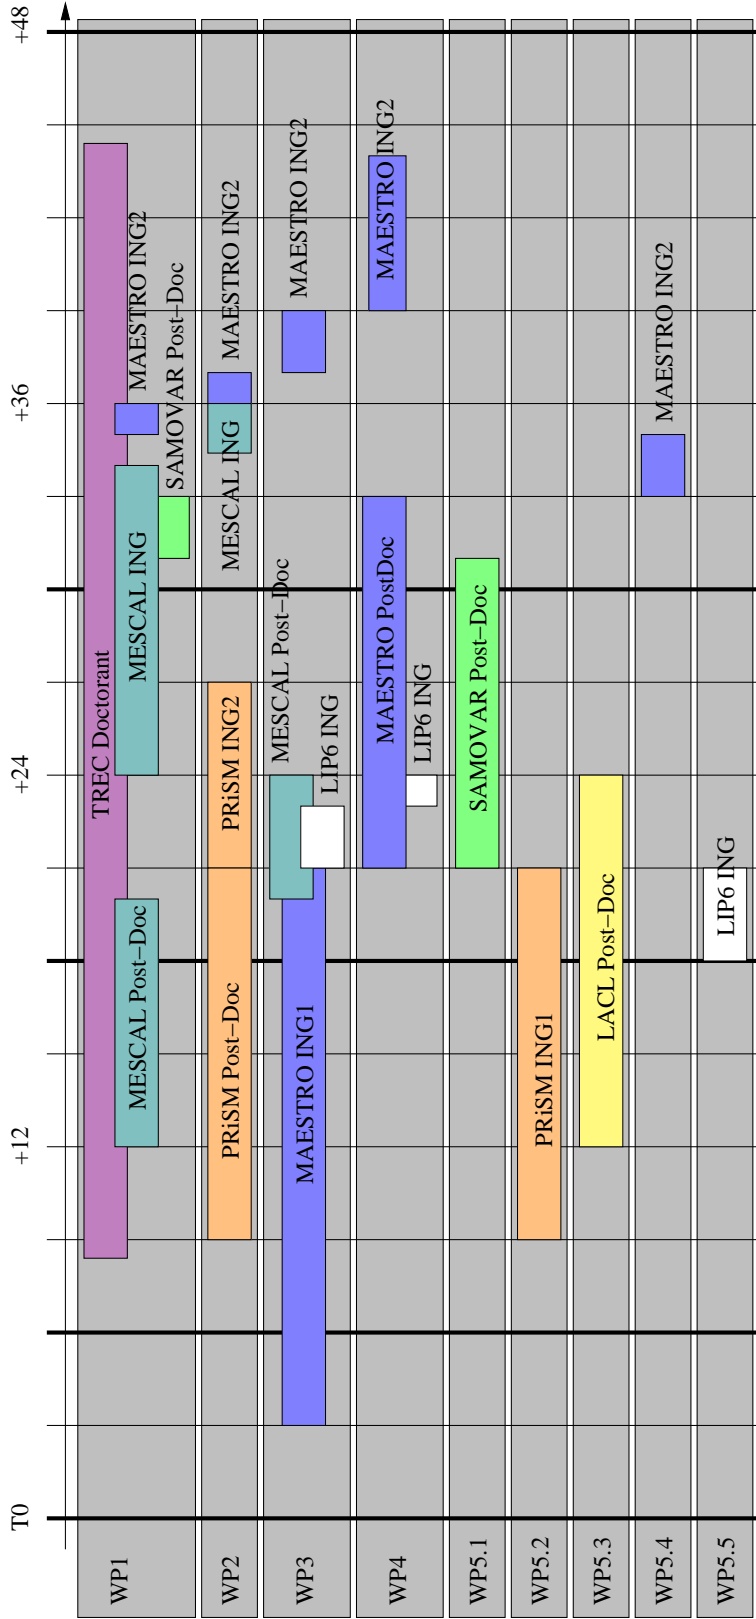 T0 +12 +24 +36 +48
WP1
TREC Doctorant
MESCAL Post–Doc
MESCAL ING
MAESTRO ING2
SAMOVAR Post–Doc
WP2
PRiSM Post–Doc
PRiSM ING2
MESCAL ING
MAESTRO ING2
WP3
MESCAL Post–Doc
MAESTRO ING1
MAESTRO ING2
LIP6 ING
WP4
MAESTRO PostDoc
MAESTRO ING2
LIP6 ING
WP5.1
SAMOVAR Post–Doc
WP5.2
PRiSM ING1
WP5.3
LACL Post–Doc
WP5.4
MAESTRO ING2
WP5.5
LIP6 ING